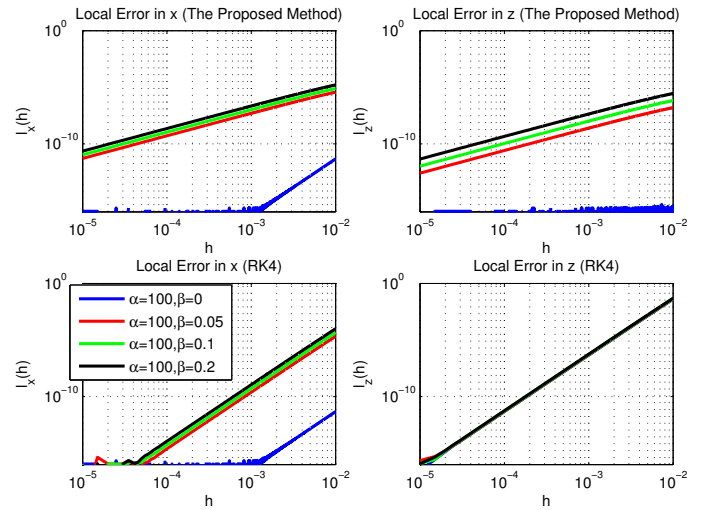 Local Error in x (The Proposed Method)
10^0
10^-10
l_x(h)
10^-5 10^-4 10^-3 10^-2
h
Local Error in z (The Proposed Method)
10^0
10^-10
l_z(h)
10^-5 10^-4 10^-3 10^-2
h
Local Error in x (RK4)
10^0
10^-10
l_x(h)
α=100,β=0
α=100,β=0.05
α=100,β=0.1
α=100,β=0.2
10^-5 10^-4 10^-3 10^-2
h
Local Error in z (RK4)
10^0
10^-10
l_z(h)
10^-5 10^-4 10^-3 10^-2
h